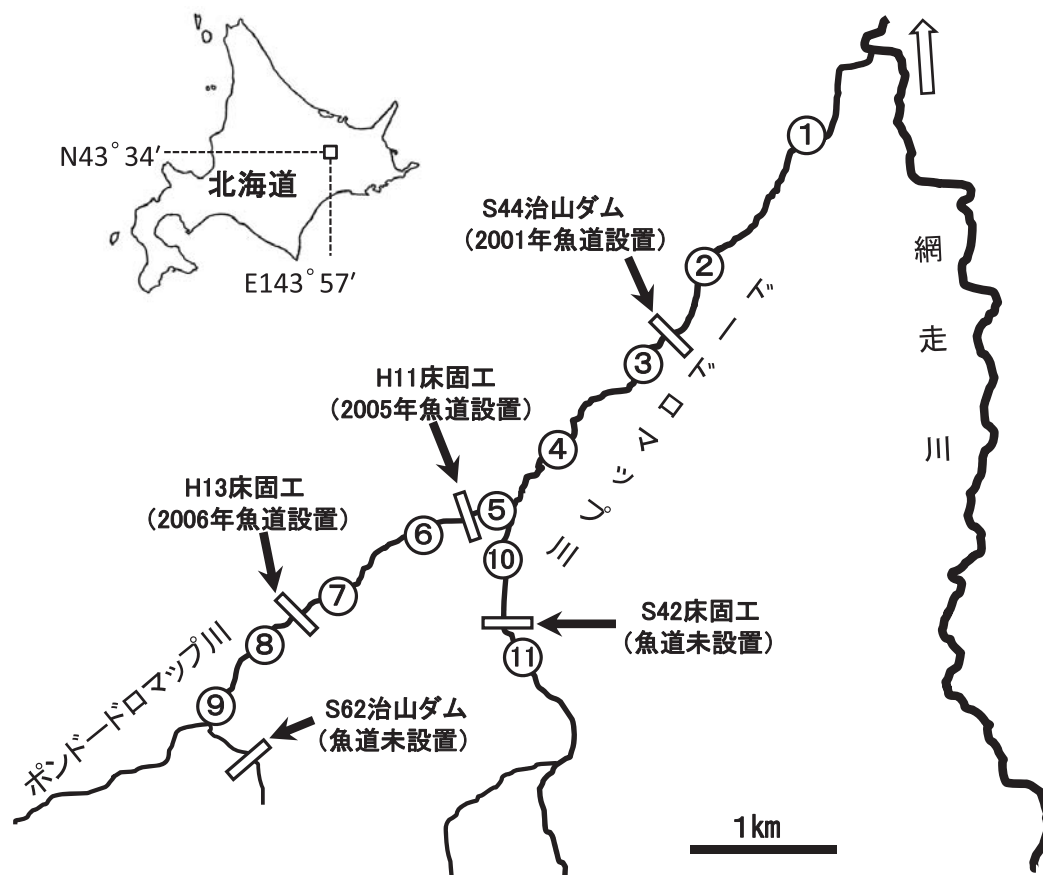 N43°34′
北海道
E143°57′
S44治山ダム
(2001年魚道設置)
①
②
ドードロマップ川
網走川
③
H11床固工
(2005年魚道設置)
④
H13床固工
(2006年魚道設置)
⑤
⑥
⑩
⑦
S42床固工
(魚道未設置)
⑧
⑪
ポンドードロマップ川
⑨
S62治山ダム
(魚道未設置)
1km